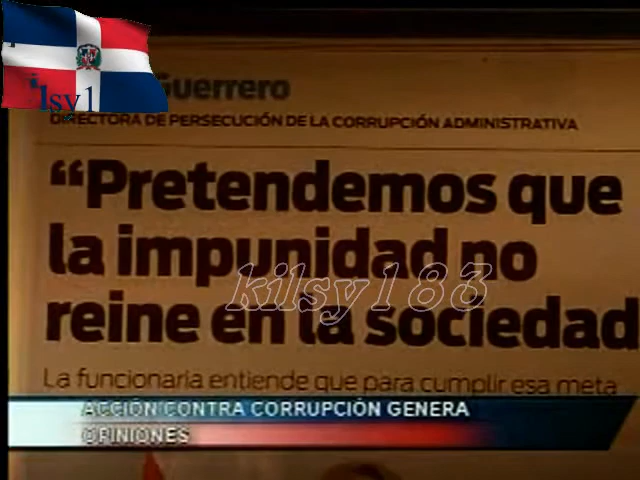 lsy1
Guerrero
DIRECTORA DE PERSECUCIÓN DE LA CORRUPCIÓN ADMINISTRATIVA
“Pretendemos que
la impunidad no
reine en la sociedad
kilsy183
La funcionaria entiende que para cumplir esa meta
ACCIÓN CONTRA CORRUPCIÓN GENERA
OPINIONES